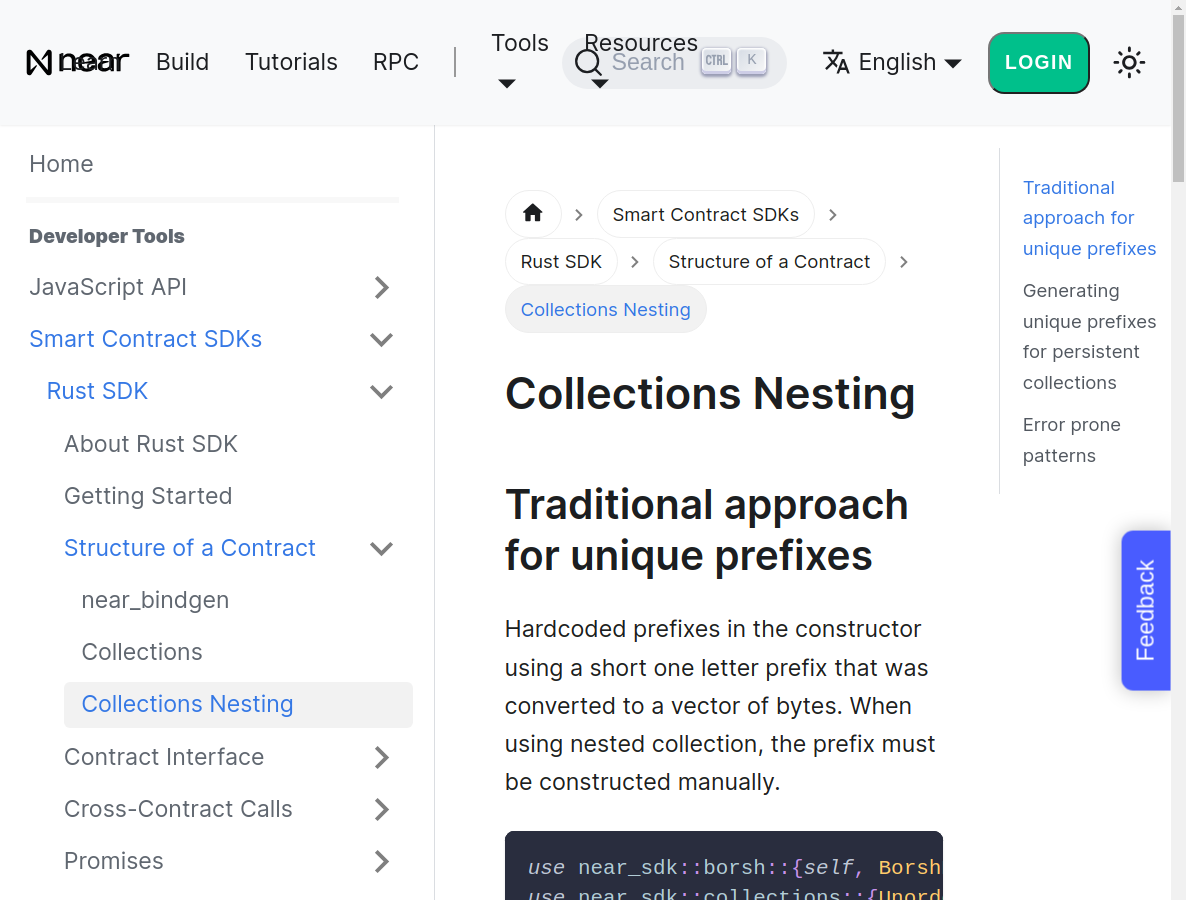 near
Learn
Build
Tutorials
RPC
Tools
Resources
Search
CTRL
K
English
LOGIN
Home
Developer Tools
JavaScript API
Smart Contract SDKs
Rust SDK
About Rust SDK
Getting Started
Structure of a Contract
near_bindgen
Collections
Collections Nesting
Contract Interface
Cross-Contract Calls
Promises
Smart Contract SDKs
Rust SDK
Structure of a Contract
Collections Nesting
Collections Nesting
Traditional approach
for unique prefixes
Hardcoded prefixes in the constructor
using a short one letter prefix that was
converted to a vector of bytes. When
using nested collection, the prefix must
be constructed manually.
use near_sdk::borsh::{self, Borsh
use near_sdk::collections::{Unord
Traditional
approach for
unique prefixes
Generating
unique prefixes
for persistent
collections
Error prone
patterns
Feedback